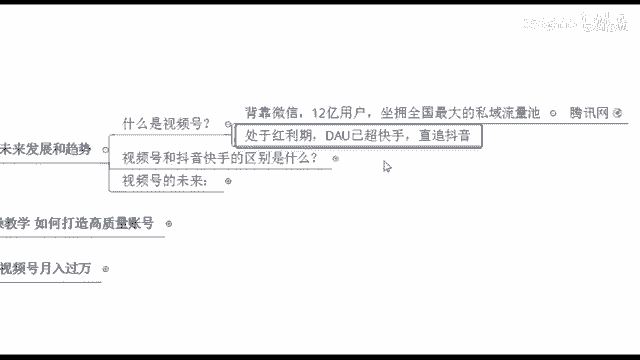 什么是视频号？
背靠微信，12亿用户，坐拥全国最大的私域流量池
腾讯网
处于红利期，DAU已超快手，直追抖音
未来发展和趋势
视频号和抖音快手的区别是什么？
视频号的未来：
教学 如何打造高质量账号
视频号月入过万